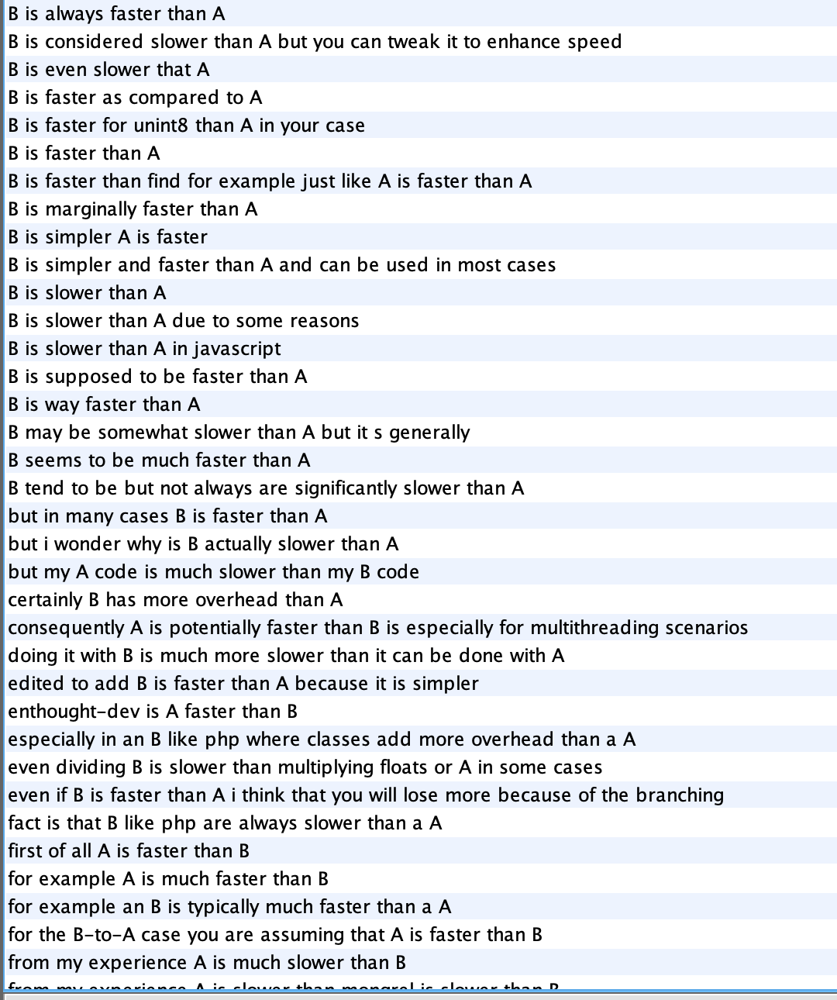 B is always faster than A
B is considered slower than A but you can tweak it to enhance speed
B is even slower that A
B is faster as compared to A
B is faster for unint8 than A in your case
B is faster than A
B is faster than find for example just like A is faster than A
B is marginally faster than A
B is simpler A is faster
B is simpler and faster than A and can be used in most cases
B is slower than A
B is slower than A due to some reasons
B is slower than A in javascript
B is supposed to be faster than A
B is way faster than A
B may be somewhat slower than A but it s generally
B seems to be much faster than A
B tend to be but not always are significantly slower than A
but in many cases B is faster than A
but i wonder why is B actually slower than A
but my A code is much slower than my B code
certainly B has more overhead than A
consequently A is potentially faster than B is especially for multithreading scenarios
doing it with B is much more slower than it can be done with A
edited to add B is faster than A because it is simpler
enthought-dev is A faster than B
especially in an B like php where classes add more overhead than a A
even dividing B is slower than multiplying floats or A in some cases
even if B is faster than A i think that you will lose more because of the branching
fact is that B like php are always slower than a A
first of all A is faster than B
for example A is much faster than B
for example an B is typically much faster than a A
for the B-to-A case you are assuming that A is faster than B
from my experience A is much slower than B
from my experience A is slower than mongrel is slower than B